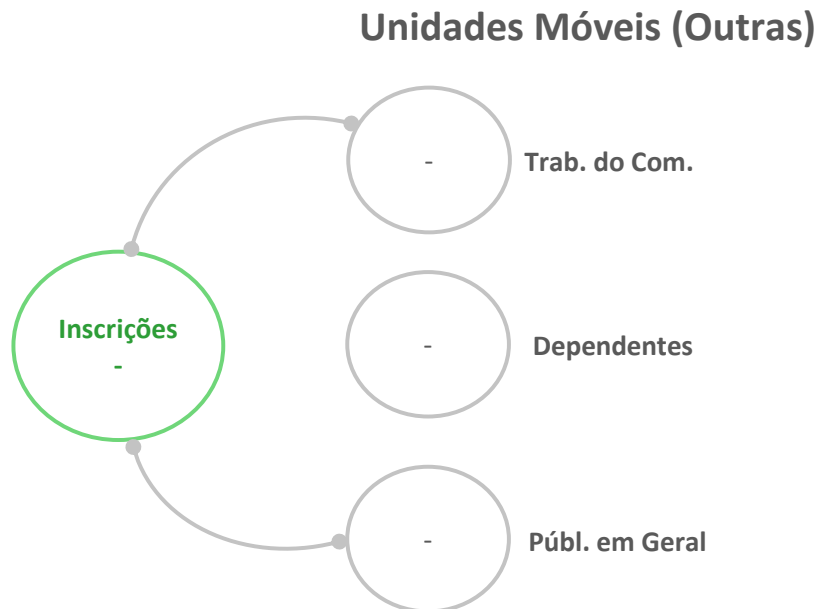 Unidades Móveis (Outras)
-
Trab. do Com.
Inscrições
-
-
Dependentes
-
Públ. em Geral